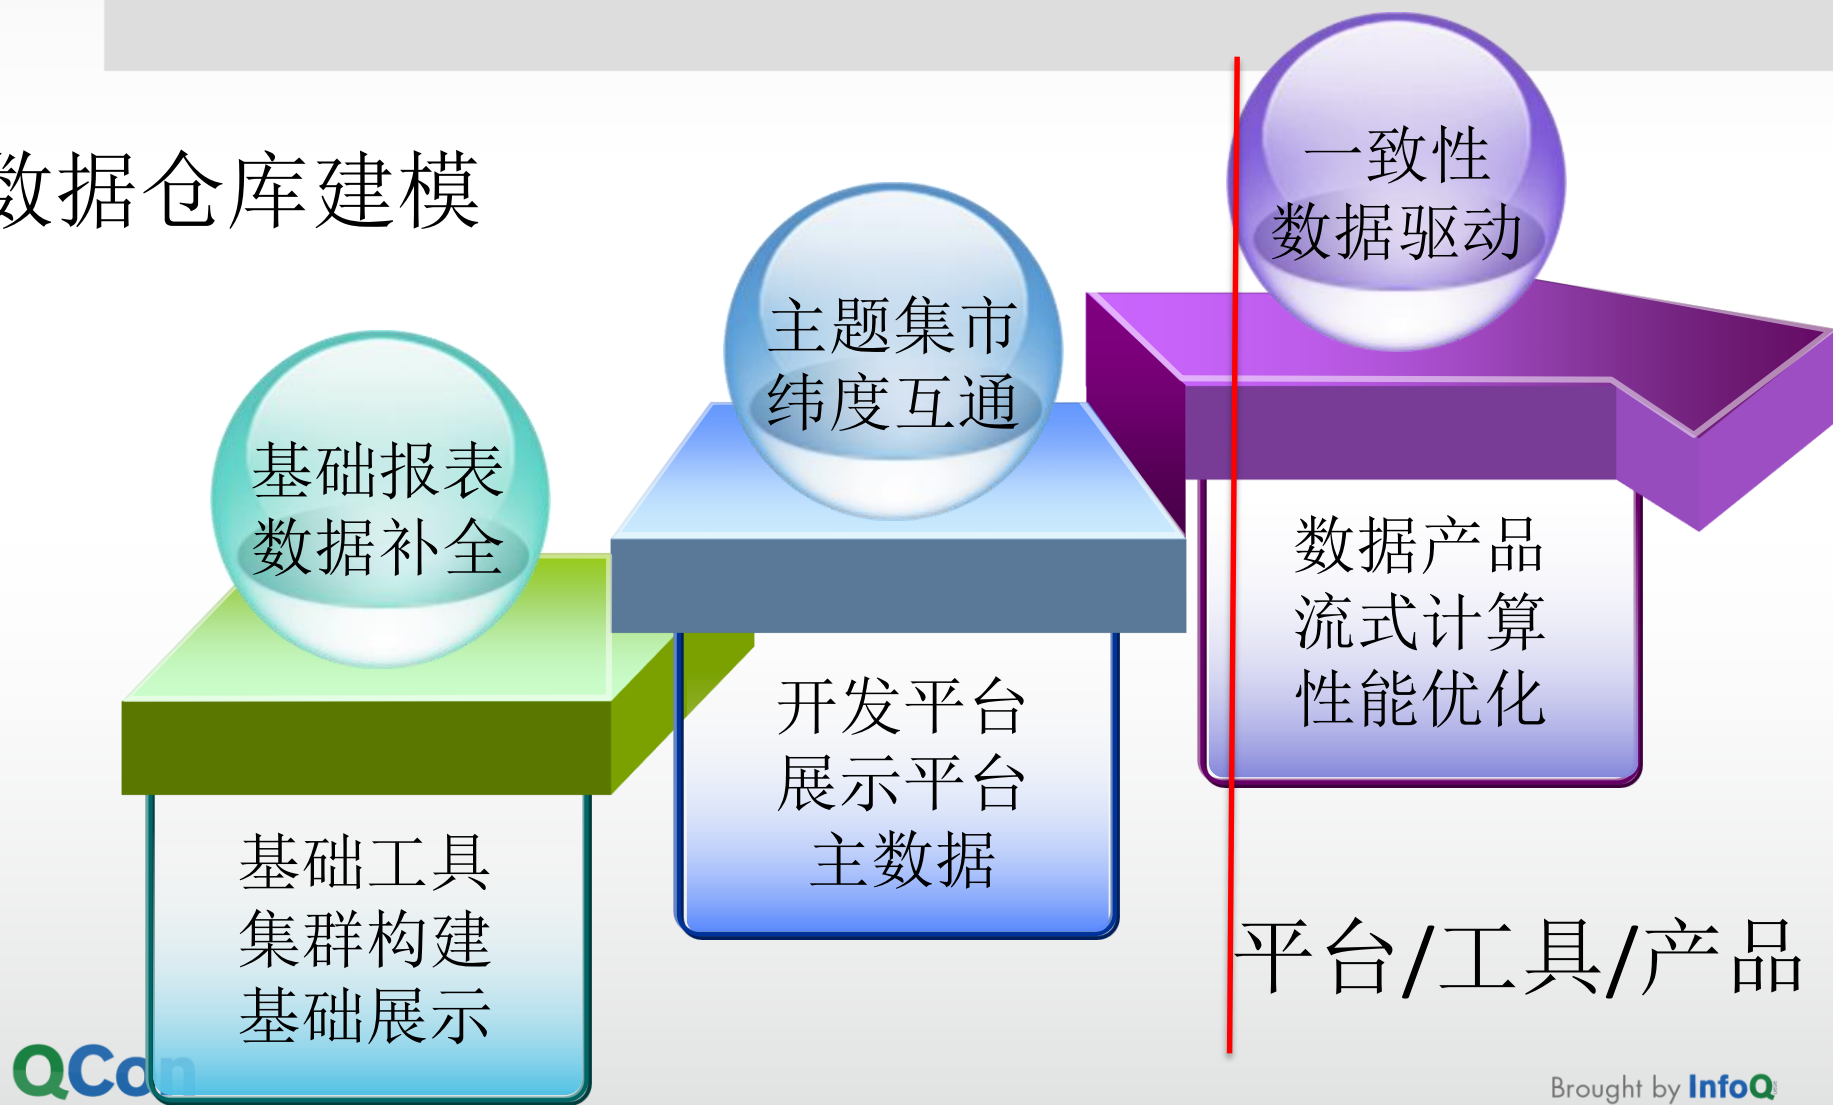 数据仓库建模
一致性
数据驱动
主题集市
纬度互通
基础报表
数据补全
数据产品
流式计算
性能优化
开发平台
展示平台
主数据
基础工具
集群构建
基础展示
平台/工具/产品
QCon
Brought by InfoQ